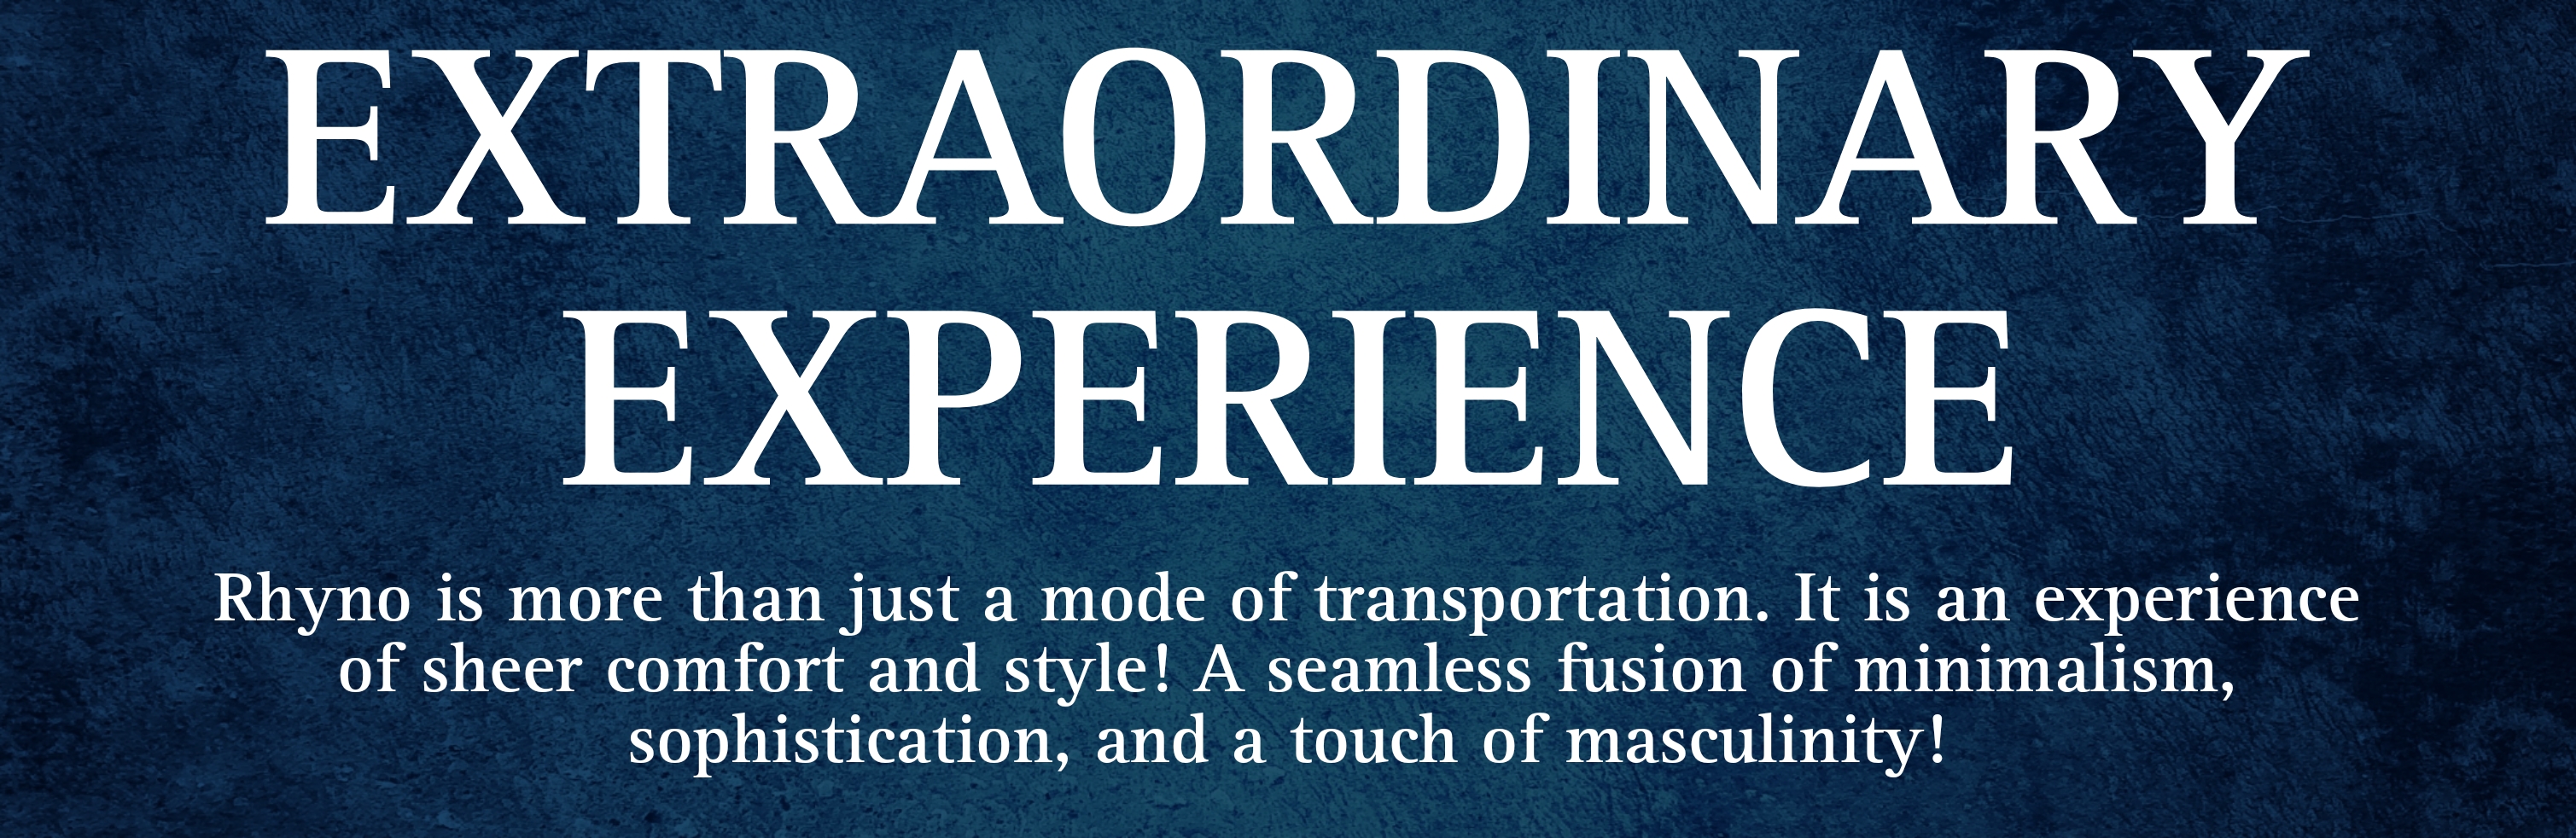 EXTRAORDINARY
EXPERIENCE
Rhyno is more than just a mode of transportation. It is an experience
of sheer comfort and style! A seamless fusion of minimalism,
sophistication, and a touch of masculinity!